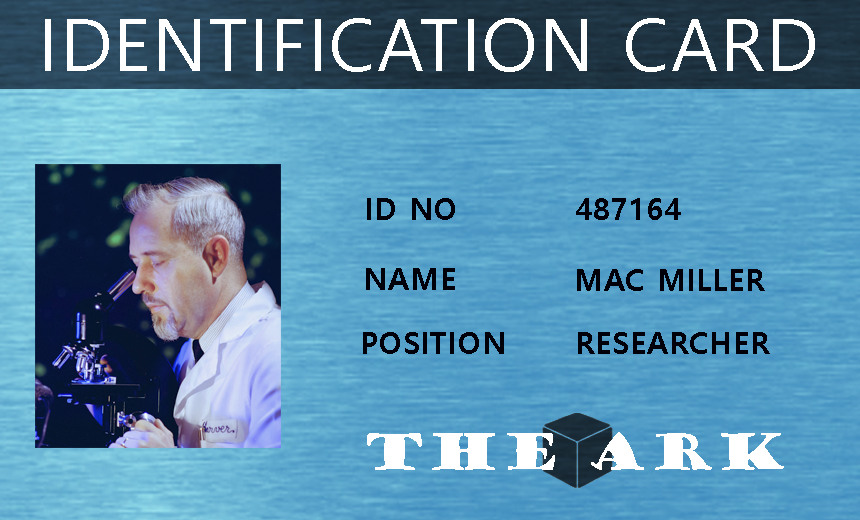 IDENTIFICATION CARD
ID NO 487164
NAME MAC MILLER
POSITION RESEARCHER
THE ARK